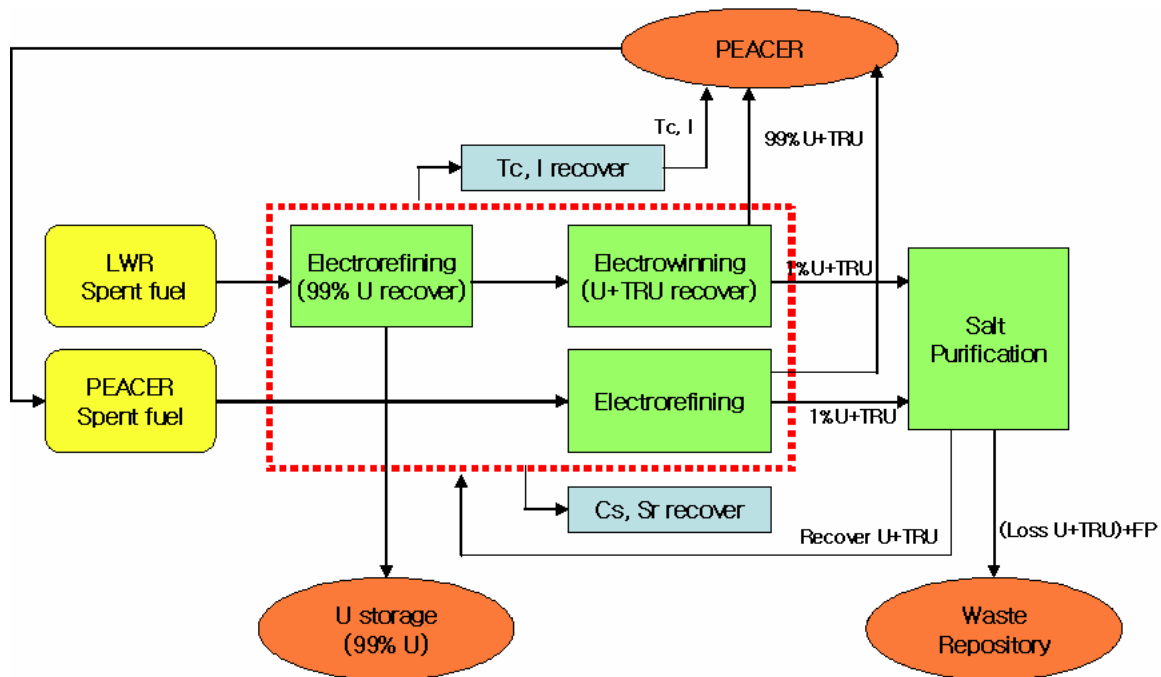 PEACER
Tc, I
99% U+TRU
Tc, I recover
LWR
Spent fuel
Electrorefining
(99% U recover)
Electrowinning
(U+TRU recover)
1%U+TRU
Salt
Purification
PEACER
Spent fuel
Electrorefining
1%U+TRU
Cs, Sr recover
Recover U+TRU
(Loss U+TRU)+FP
U storage
(99% U)
Waste
Repository